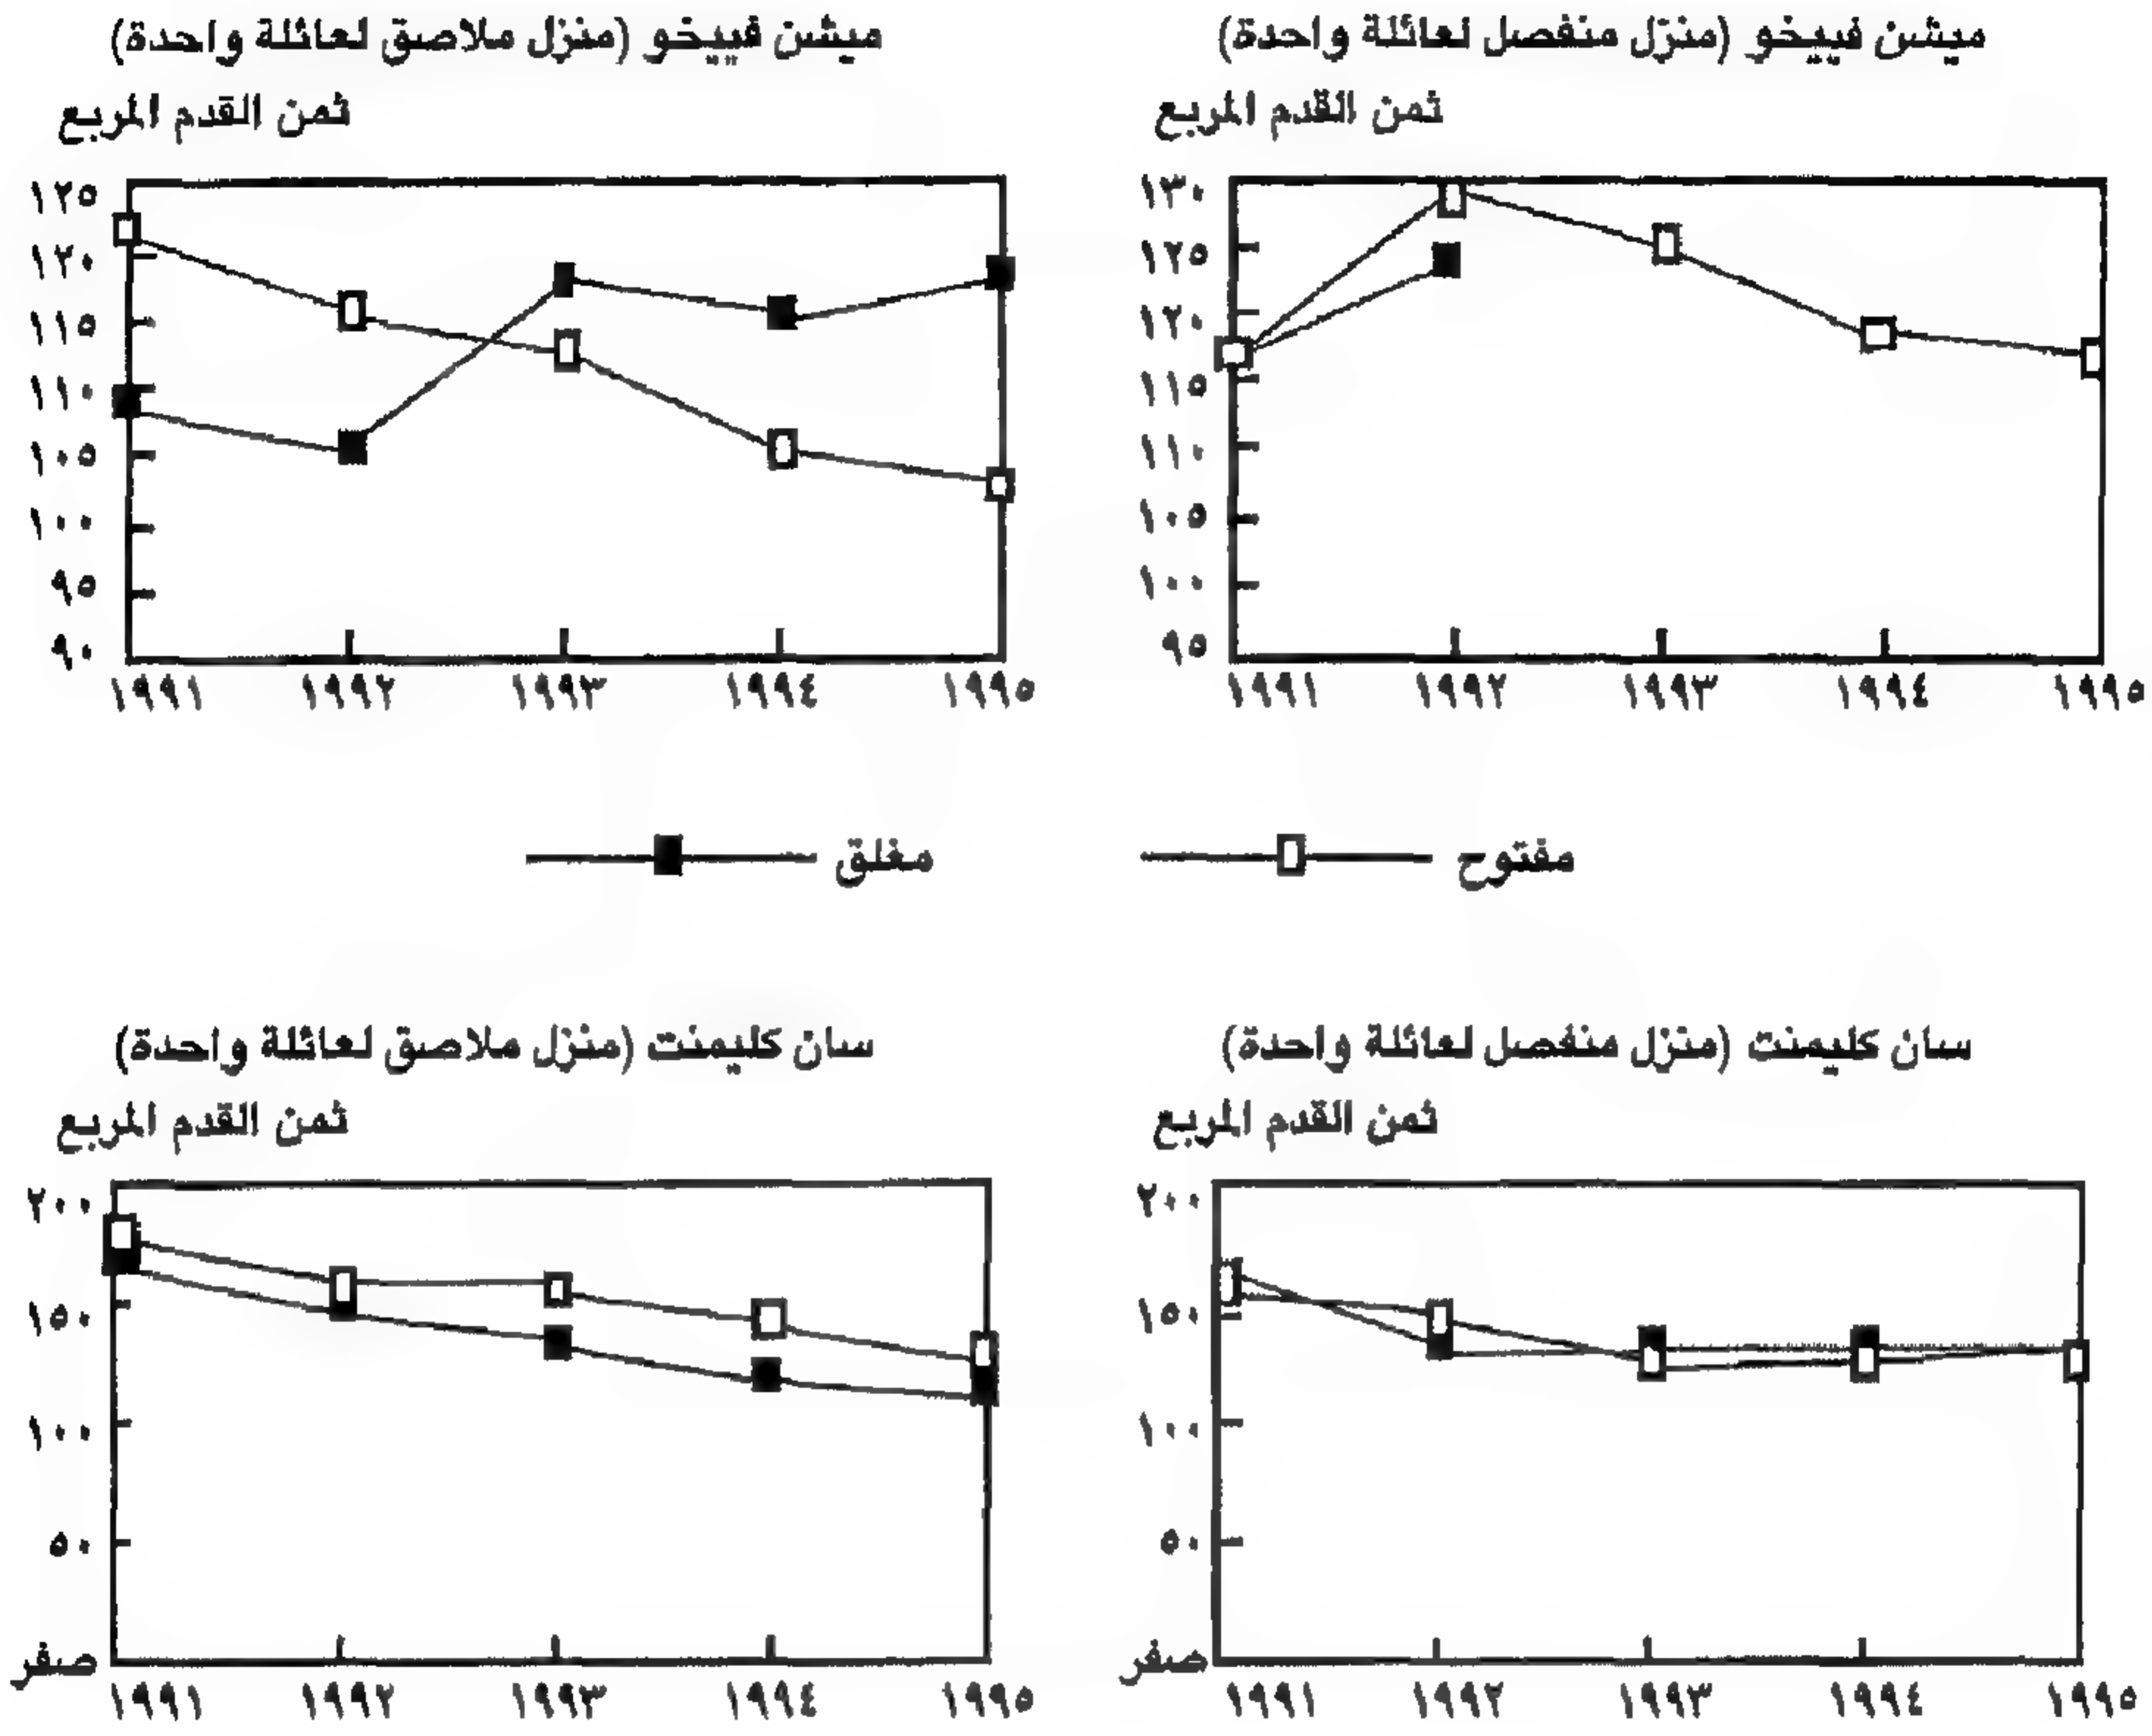 ميشن فييخو (منزل منفصل لعائلة واحدة)
ثمن القدم المربع
١٣٠
١٢٥
١٢٠
١١٥
١١٠
١٠٥
١٠٠
٩٥
١٩٩١ ١٩٩٢ ١٩٩٣ ١٩٩٤ ١٩٩٥
ميشن فييخو (منزل ملاصق لعائلة واحدة)
ثمن القدم المربع
١٢٥
١٢٠
١١٥
١١٠
١٠٥
١٠٠
٩٥
٩٠
١٩٩١ ١٩٩٢ ١٩٩٣ ١٩٩٤ ١٩٩٥
مفتوح
مغلق
سان كليمنت (منزل منفصل لعائلة واحدة)
ثمن القدم المربع
٢٠٠
١٥٠
١٠٠
٥٠
صفر
١٩٩١ ١٩٩٢ ١٩٩٣ ١٩٩٤ ١٩٩٥
سان كليمنت (منزل ملاصق لعائلة واحدة)
ثمن القدم المربع
٢٠٠
١٥٠
١٠٠
٥٠
صفر
١٩٩١ ١٩٩٢ ١٩٩٣ ١٩٩٤ ١٩٩٥